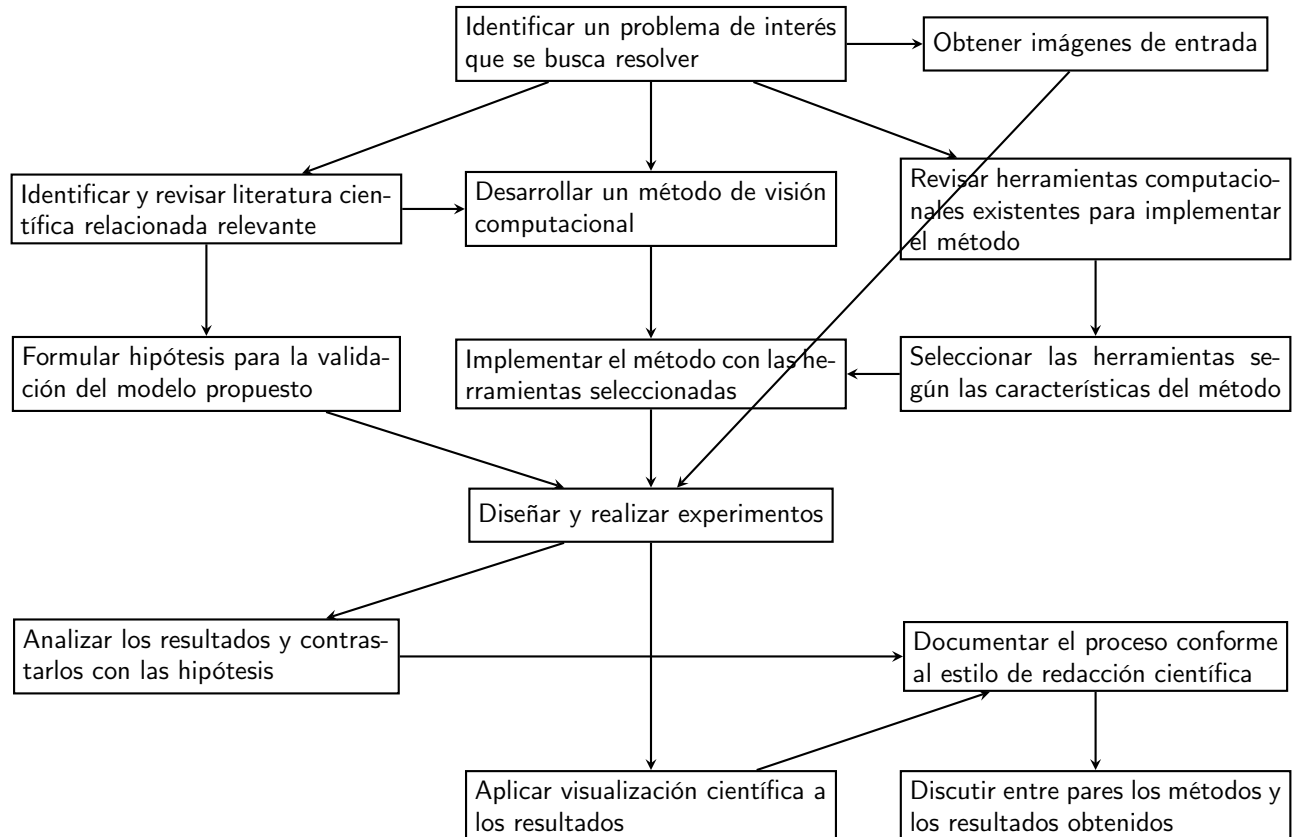 Identificar un problema de interés
que se busca resolver
Obtener imágenes de entrada
Identificar y revisar literatura cien-
tífica relacionada relevante
Desarrollar un método de visión
computacional
Revisar herramientas computacio-
nales existentes para implementar
el método
Formular hipótesis para la valida-
ción del modelo propuesto
Implementar el método con las he-
rramientas seleccionadas
Seleccionar las herramientas se-
gún las características del método
Diseñar y realizar experimentos
Analizar los resultados y contras-
tarlos con las hipótesis
Documentar el proceso conforme
al estilo de redacción científica
Aplicar visualización científica a
los resultados
Discutir entre pares los métodos y
los resultados obtenidos